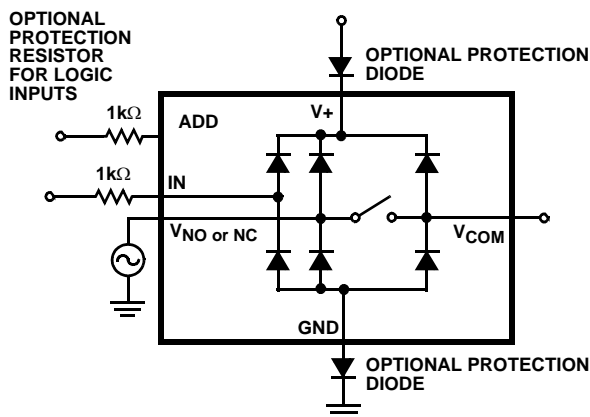 OPTIONAL
PROTECTION
RESISTOR
FOR LOGIC
INPUTS
OPTIONAL PROTECTION
DIODE
1kΩ
ADD
V+
1kΩ
IN
VNO or NC
VCOM
GND
OPTIONAL PROTECTION
DIODE